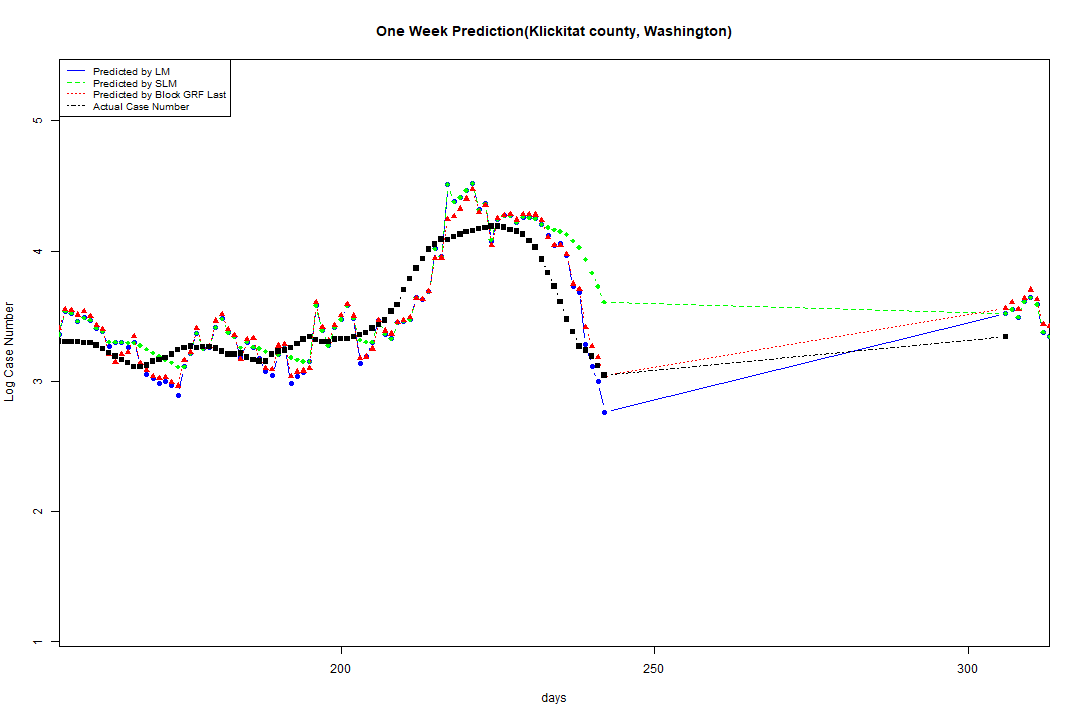 One Week Prediction(Klickitat county, Washington)
Predicted by LM
Predicted by SLM
Predicted by Block GRF Last
Actual Case Number
5
4
3
2
1
Log Case Number
200
250
300
days